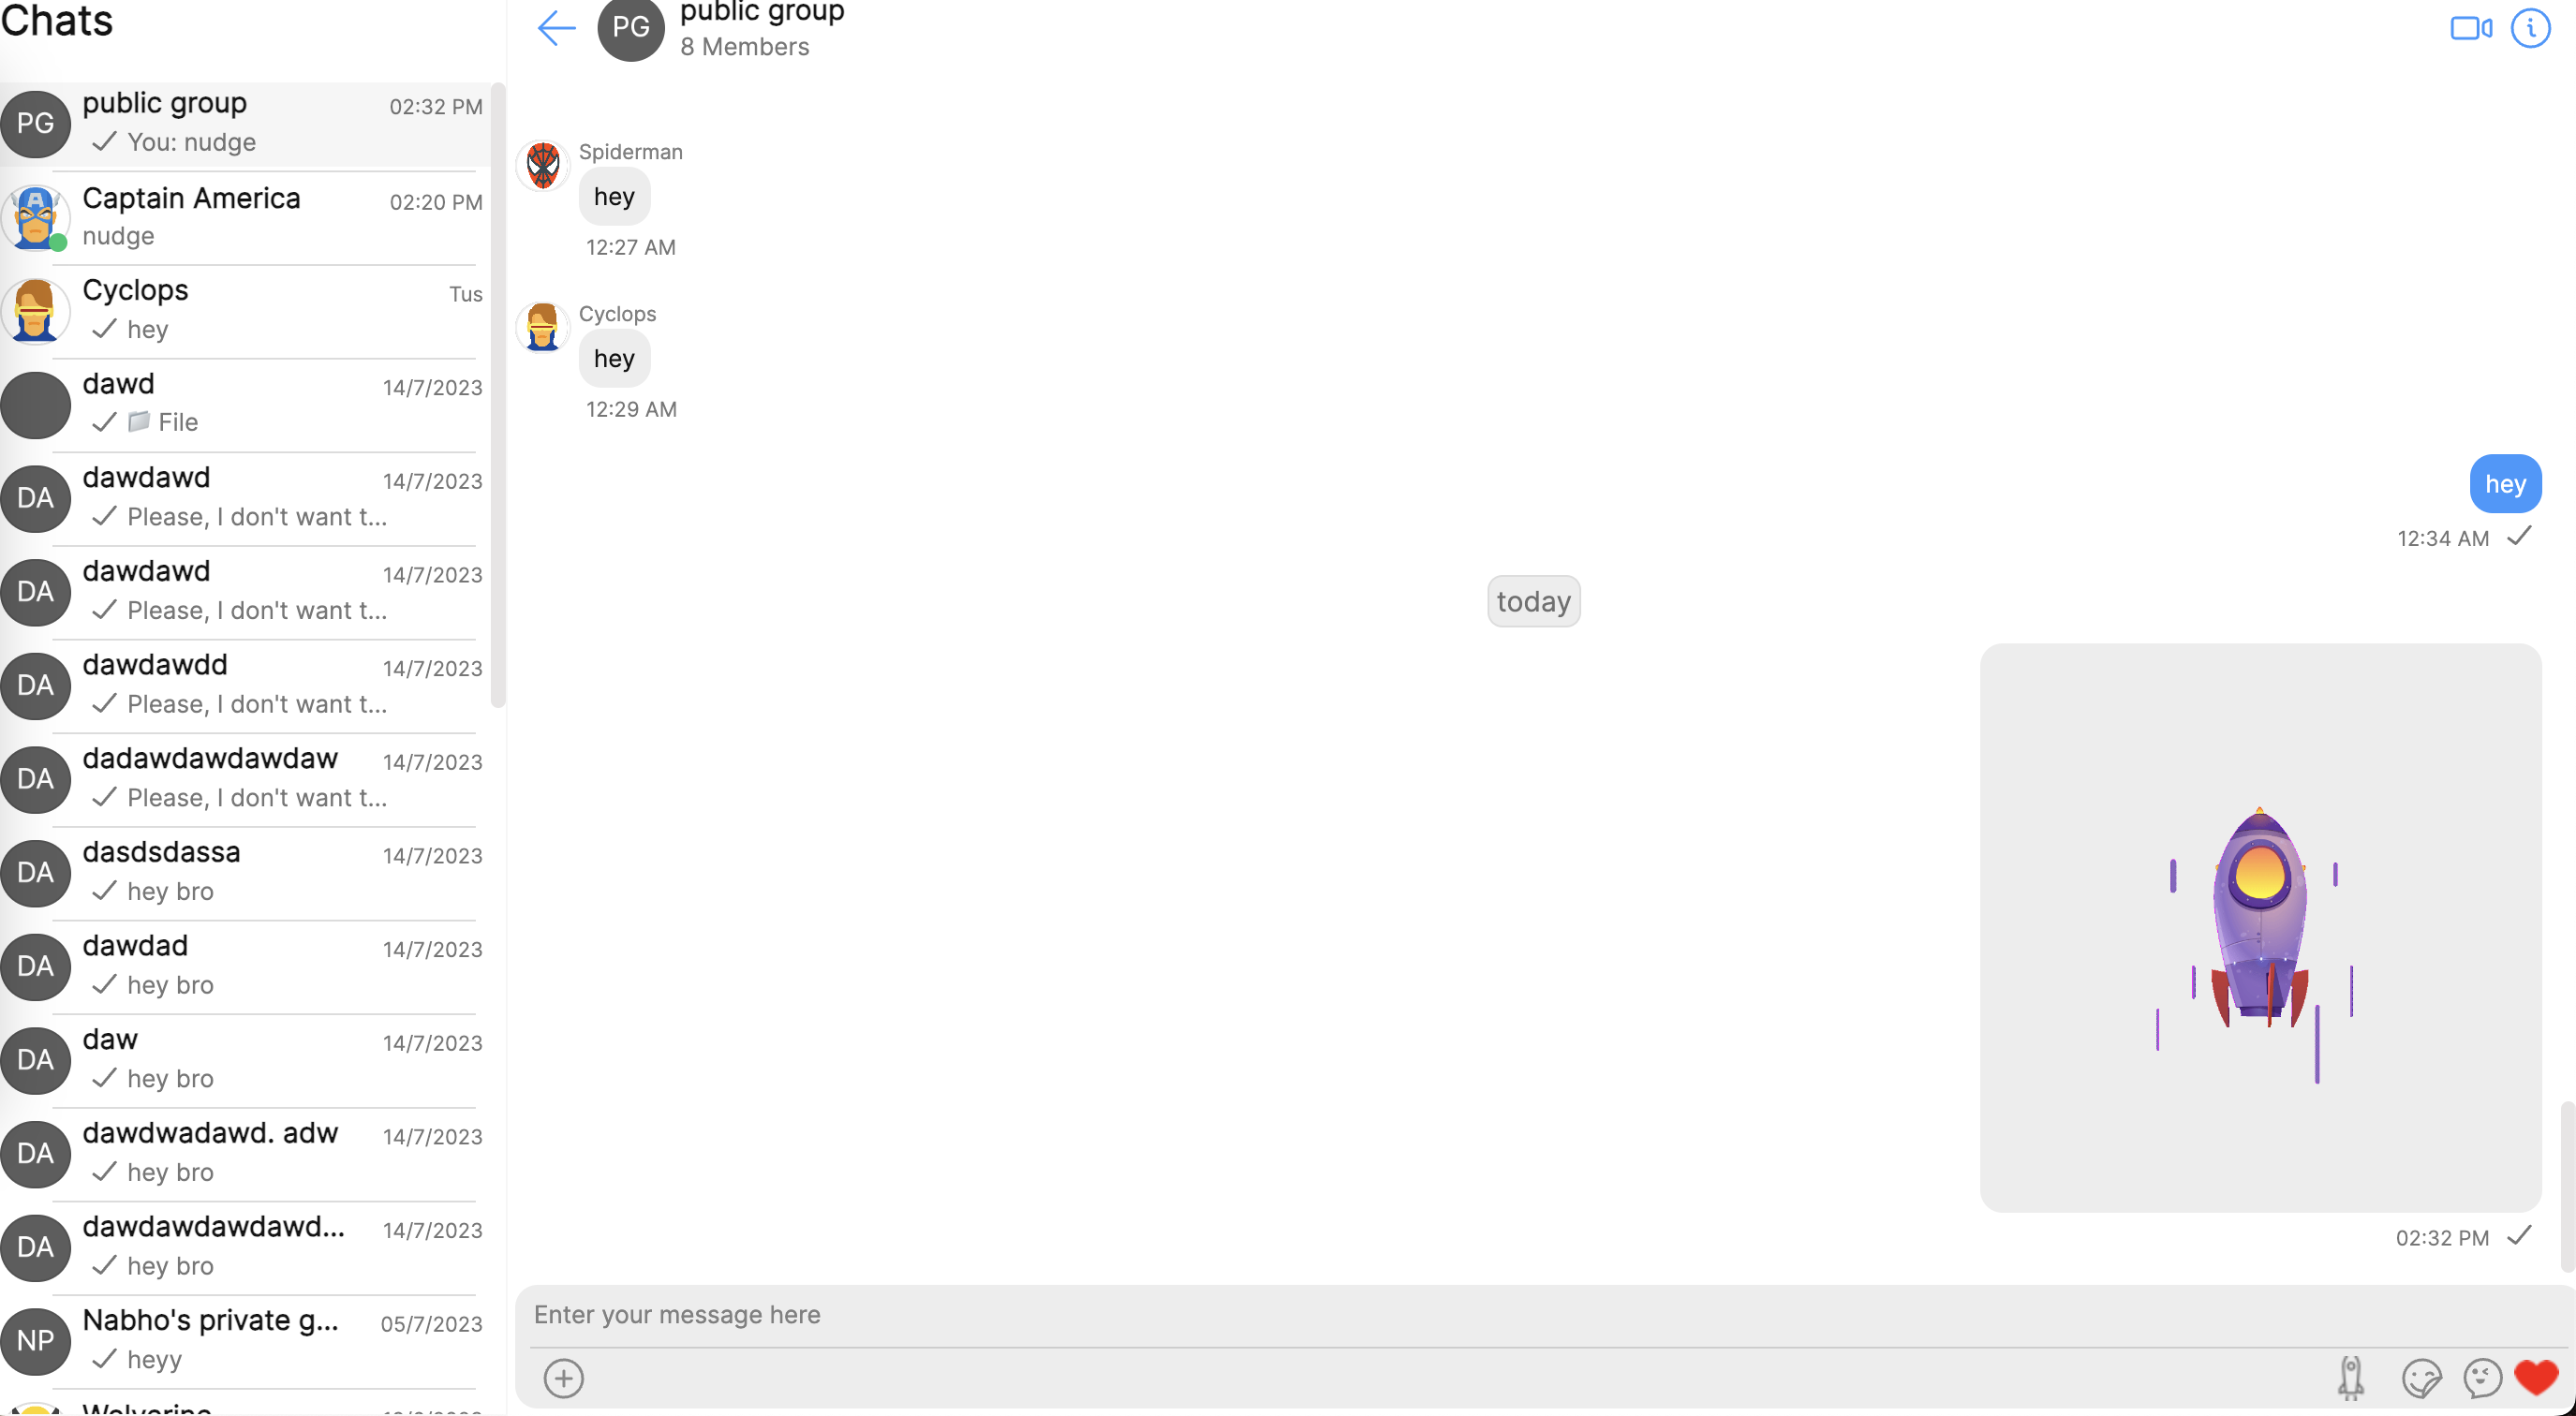 Chats
PG
public group
02:32 PM
You: nudge
Captain America
02:20 PM
nudge
Cyclops
Tus
hey
dawd
14/7/2023
File
DA
dawdawd
14/7/2023
Please, I don't want t...
DA
dawdawd
14/7/2023
Please, I don't want t...
DA
dawdawdd
14/7/2023
Please, I don't want t...
DA
dadawdawdawdaw
14/7/2023
Please, I don't want t...
DA
dasdsdassa
14/7/2023
hey bro
DA
dawdad
14/7/2023
hey bro
DA
daw
14/7/2023
hey bro
DA
dawdwadawd. adw
14/7/2023
hey bro
DA
dawdawdawdawd...
14/7/2023
hey bro
NP
Nabho's private g...
05/7/2023
heyy
Wolverine
PG
public group
8 Members
Spiderman
hey
12:27 AM
Cyclops
hey
12:29 AM
hey
12:34 AM
today
02:32 PM
Enter your message here